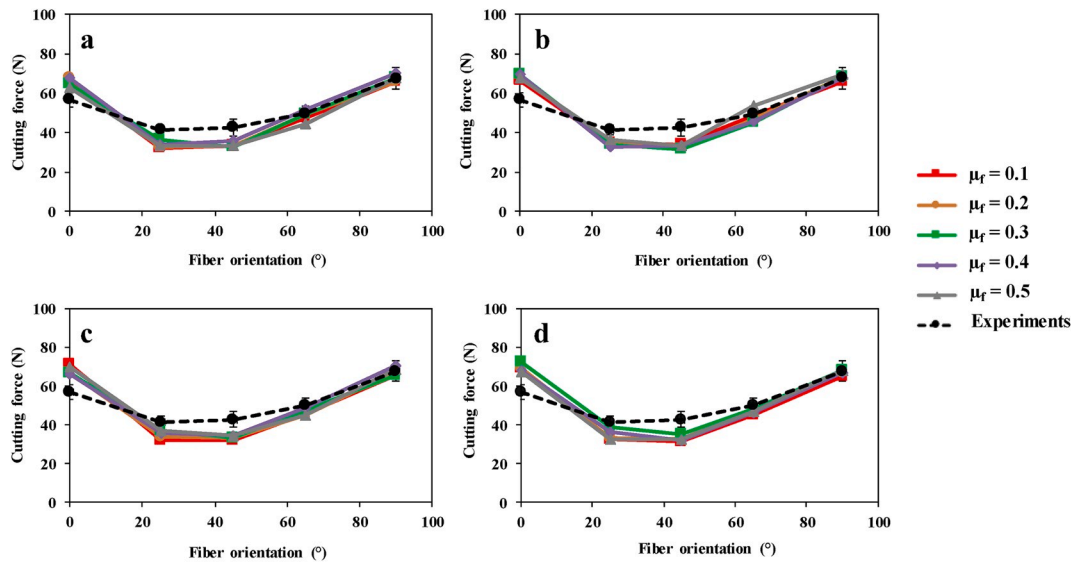 a
100
80
60
40
20
0
Cutting force (N)
0 20 40 60 80 100
Fiber orientation (°)
b
100
80
60
40
20
0
Cutting force (N)
0 20 40 60 80 100
Fiber orientation (°)
c
100
80
60
40
20
0
Cutting force (N)
0 20 40 60 80 100
Fiber orientation (°)
d
100
80
60
40
20
0
Cutting force (N)
0 20 40 60 80 100
Fiber orientation (°)
μf = 0.1
μf = 0.2
μf = 0.3
μf = 0.4
μf = 0.5
Experiments